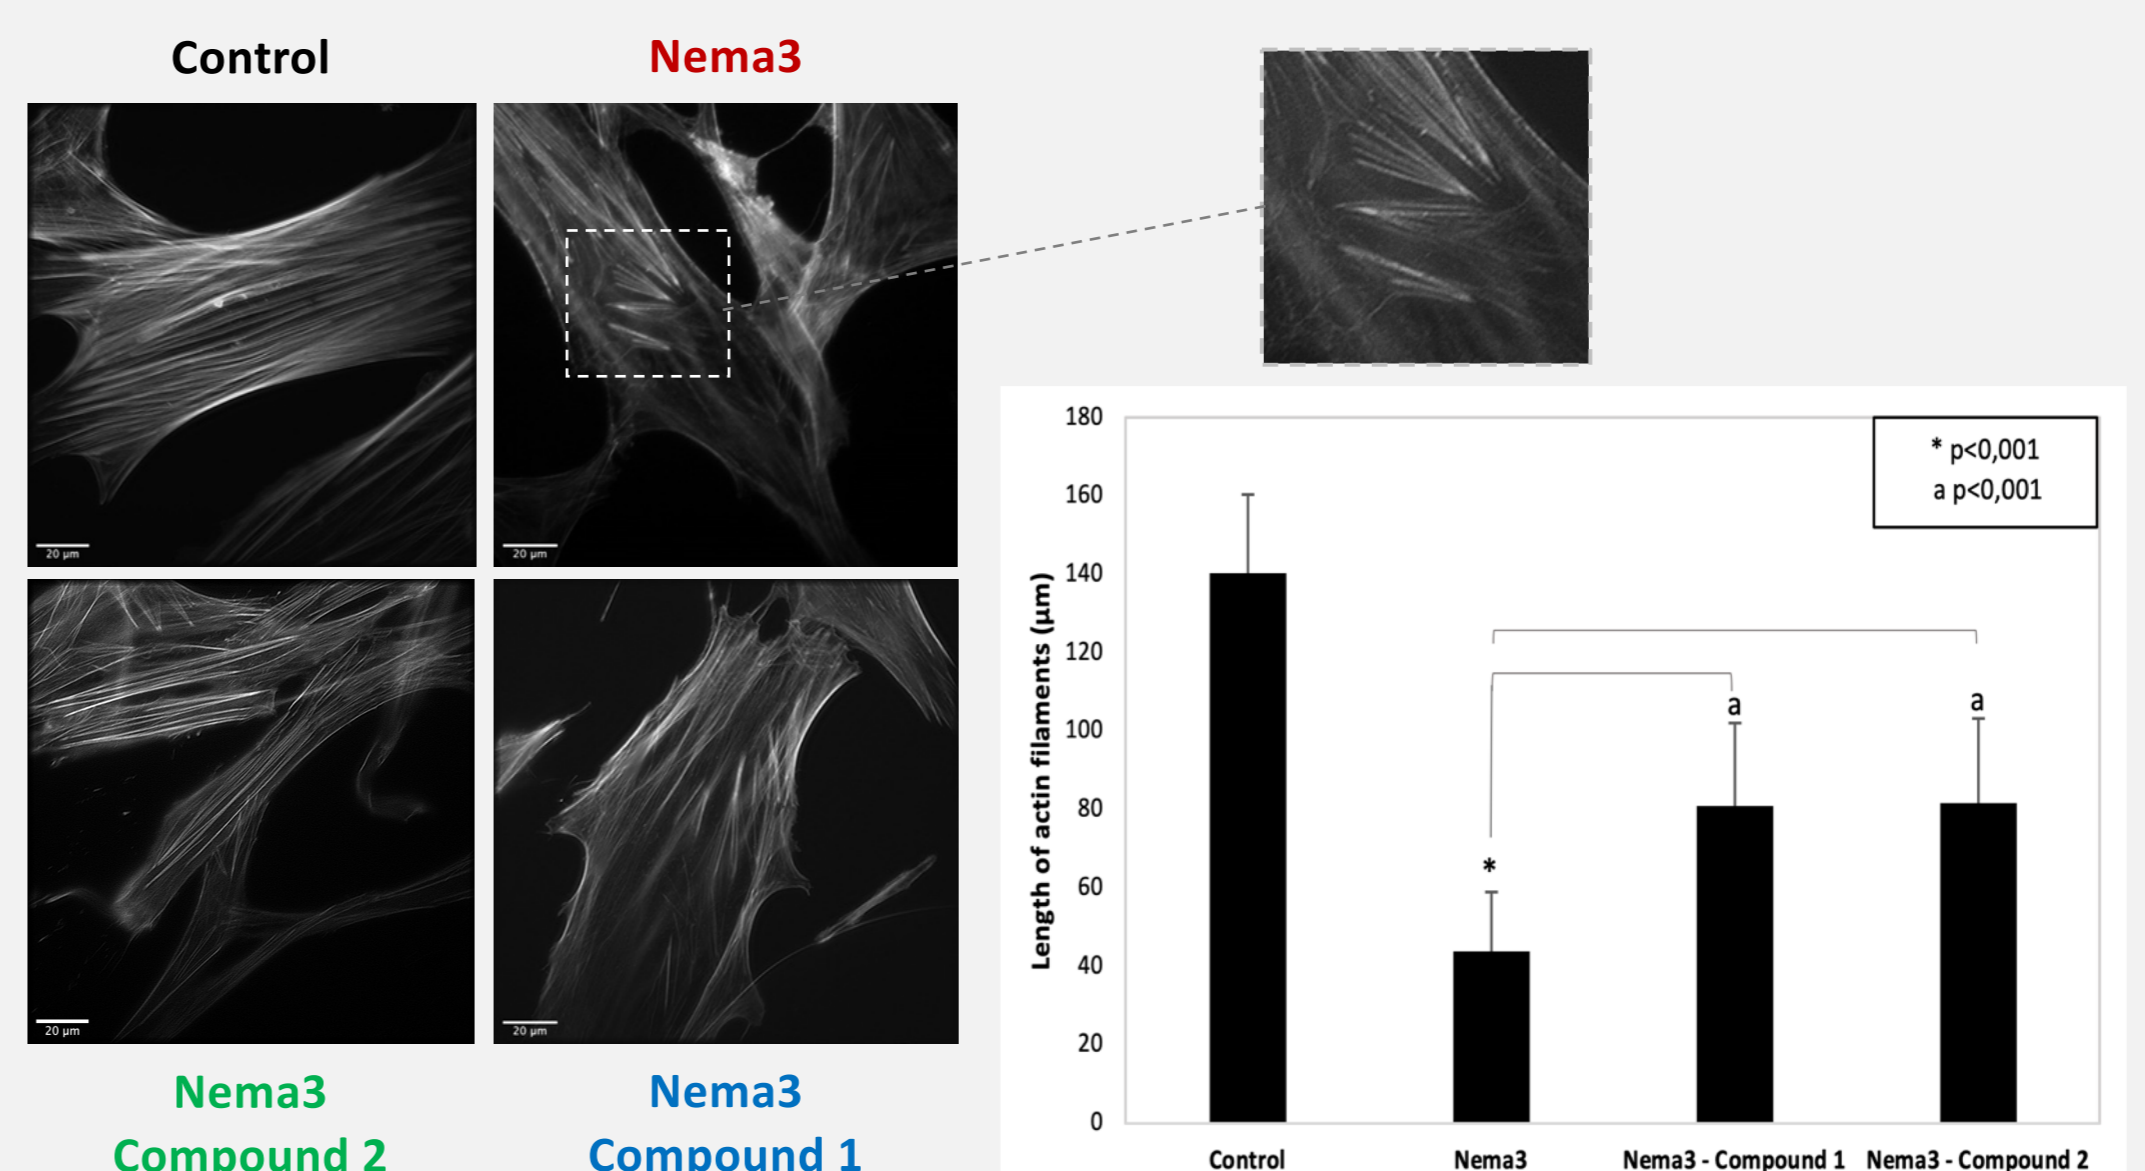 Control
Nema3
20 µm
20 µm
20 µm
20 µm
Nema3
Compound 2
Nema3
Compound 1
Length of actin filaments (µm)
180
160
140
120
100
80
60
40
20
0
* p<0,001
a p<0,001
*
a
a
Control
Nema3
Nema3 - Compound 1
Nema3 - Compound 2